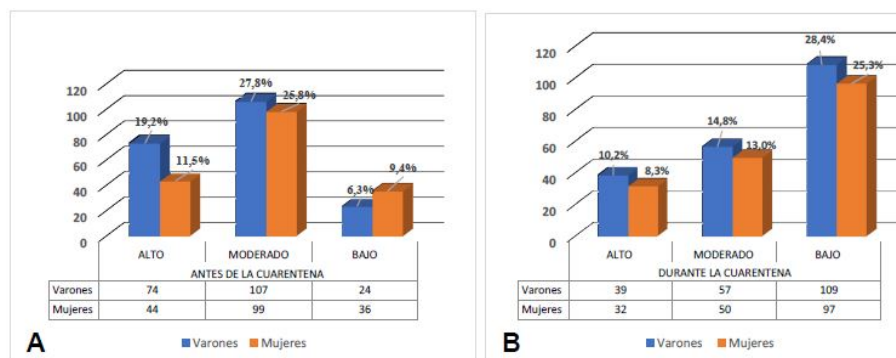 120
100
80
60
40
20
0
19,2%
11,5%
27,8%
25,8%
6,3%
9,4%
ALTO MODERADO BAJO
ANTES DE LA CUARENTENA
Varones 74 107 24
Mujeres 44 99 36
A
Varones Mujeres
120
100
80
60
40
20
0
10,2%
8,3%
14,8%
13,0%
28,4%
25,3%
ALTO MODERADO BAJO
DURANTE LA CUARENTENA
Varones 39 57 109
Mujeres 32 50 97
B
Varones Mujeres